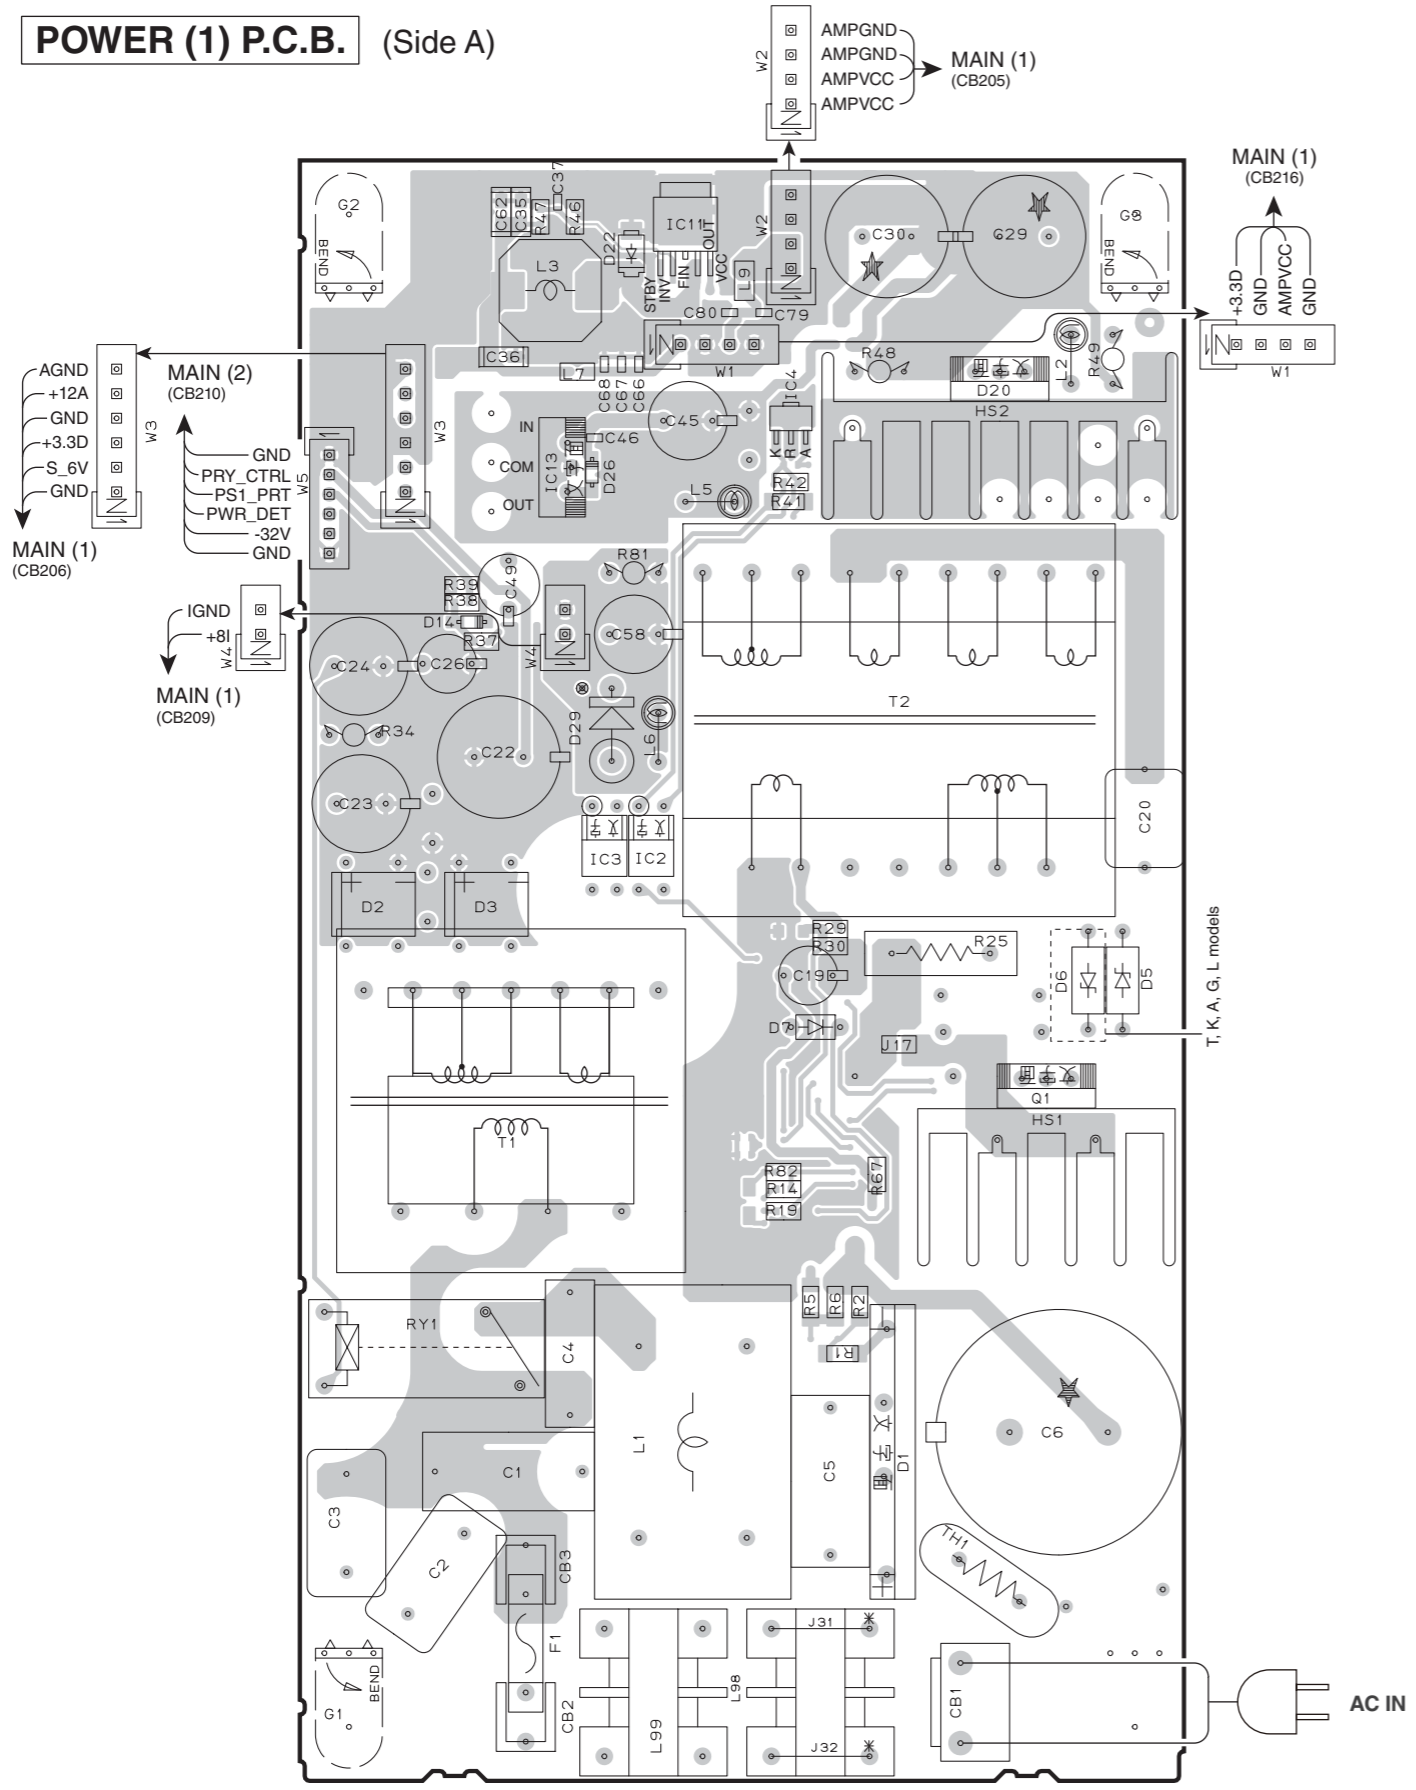 POWER (1) P.C.B. (Side A)
W2
AMPGND
AMPGND
AMPVCC
AMPVCC
MAIN (1)
(CB205)
MAIN (1)
(CB216)
+3.3D
GND
AMPVCC
GND
W1
G2
BEND
C62
C35
R47
C37
R46
D22
IC11
STBY
INV
FIN
OUT
VCC
L9
W2
C30
G29
G8
BEND
L3
C80
C79
C36
L7
C68
C67
C66
W1
R48
D20
L2
R49
HS2
AGND
+12A
GND
+3.3D
S_6V
GND
W3
MAIN (1)
(CB206)
MAIN (2)
(CB210)
GND
PRY_CTRL
PS1_PRT
PWR_DET
-32V
GND
W5
W3
IN
COM
OUT
IC13
C46
D26
C45
IC4
K
R
A
R42
R41
L5
IGND
+8I
W4
MAIN (1)
(CB209)
R39
R38
D14
R37
C49
W4
R81
C58
C24
C26
R34
C22
C23
D29
L6
T2
C20
IC3
IC2
D2
D3
R29
R30
C19
R25
D6
D5
T, K, A, G, L models
D7
J17
Q1
HS1
T1
R82
R14
R19
R67
RY1
C4
R5
R6
R2
R1
L1
C5
D1
C6
C3
C1
C2
CB3
F1
CB2
TH1
G1
BEND
L99
L98
J31
J32
CB1
AC IN